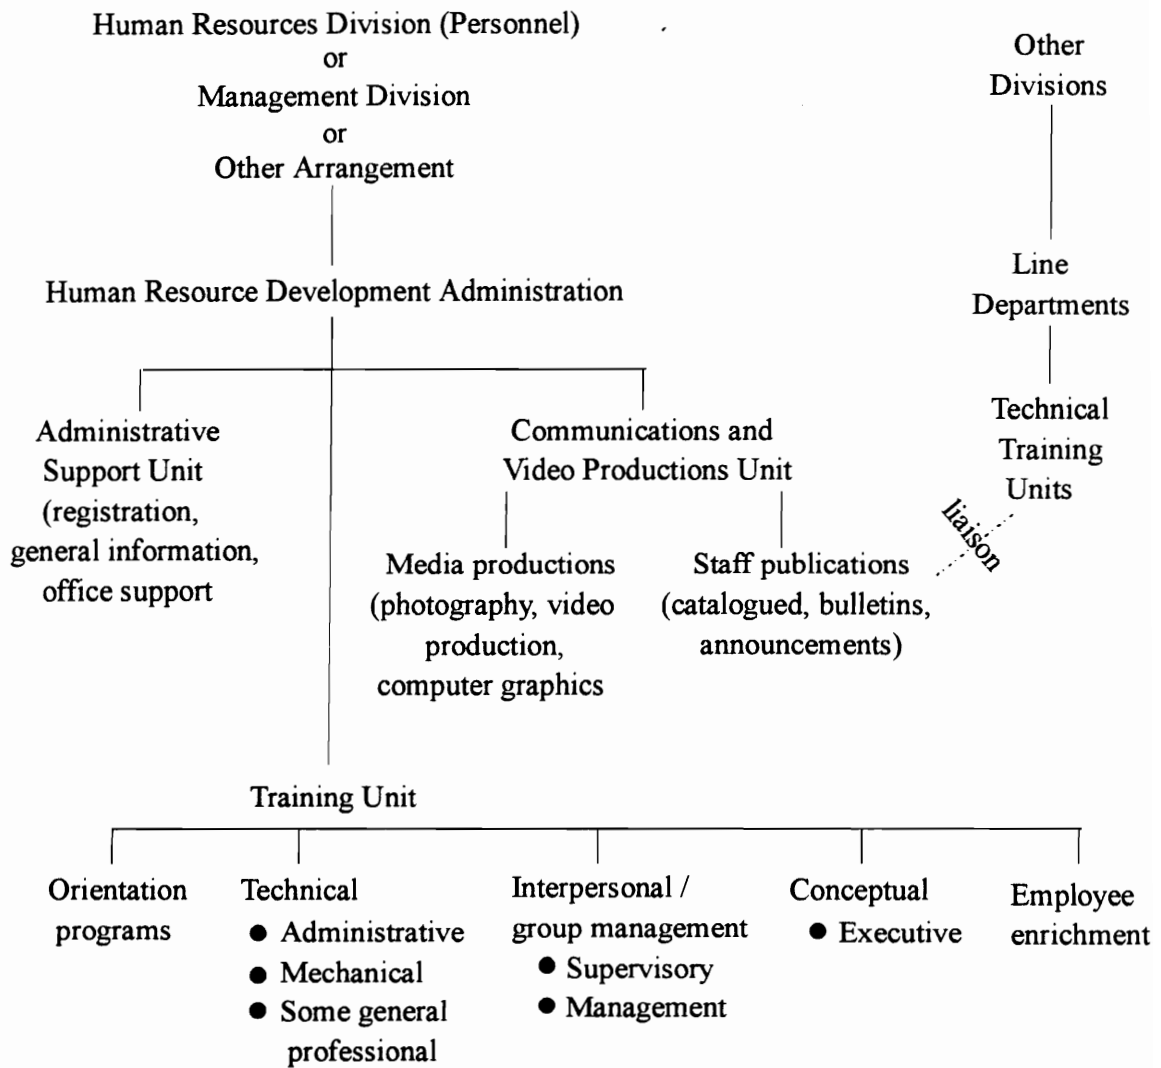 Human Resources Division (Personnel)
or
Management Division
or
Other Arrangement
Other
Divisions
Human Resource Development Administration
Line
Departments
Administrative
Support Unit
(registration,
general information,
office support
Communications and
Video Productions Unit
Technical
Training
Units
liaison
Media productions
(photography, video
production,
computer graphics
Staff publications
(catalogued, bulletins,
announcements)
Training Unit
Orientation
programs
Technical
● Administrative
● Mechanical
● Some general
professional
Interpersonal /
group management
● Supervisory
● Management
Conceptual
● Executive
Employee
enrichment